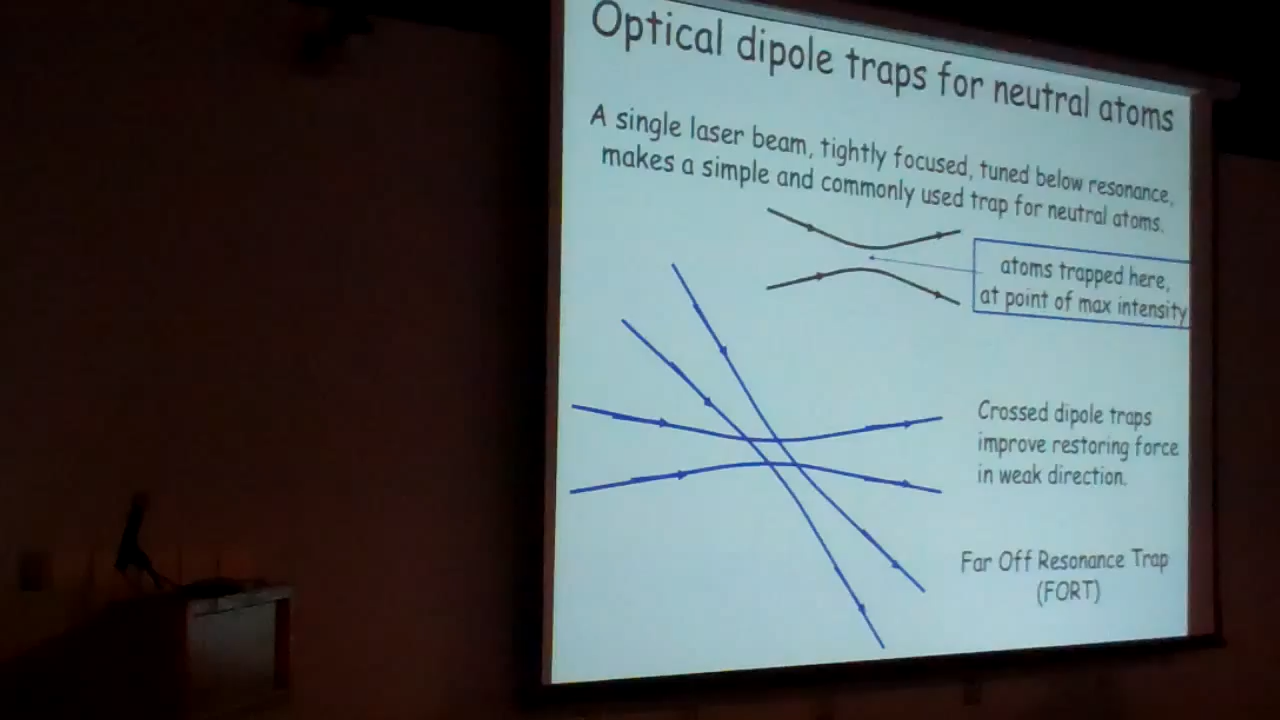 Optical dipole traps for neutral atoms
A single laser beam, tightly focused, tuned below resonance,
makes a simple and commonly used trap for neutral atoms.
atoms trapped here,
at point of max intensity
Crossed dipole traps
improve restoring force
in weak direction.
Far Off Resonance Trap
(FORT)